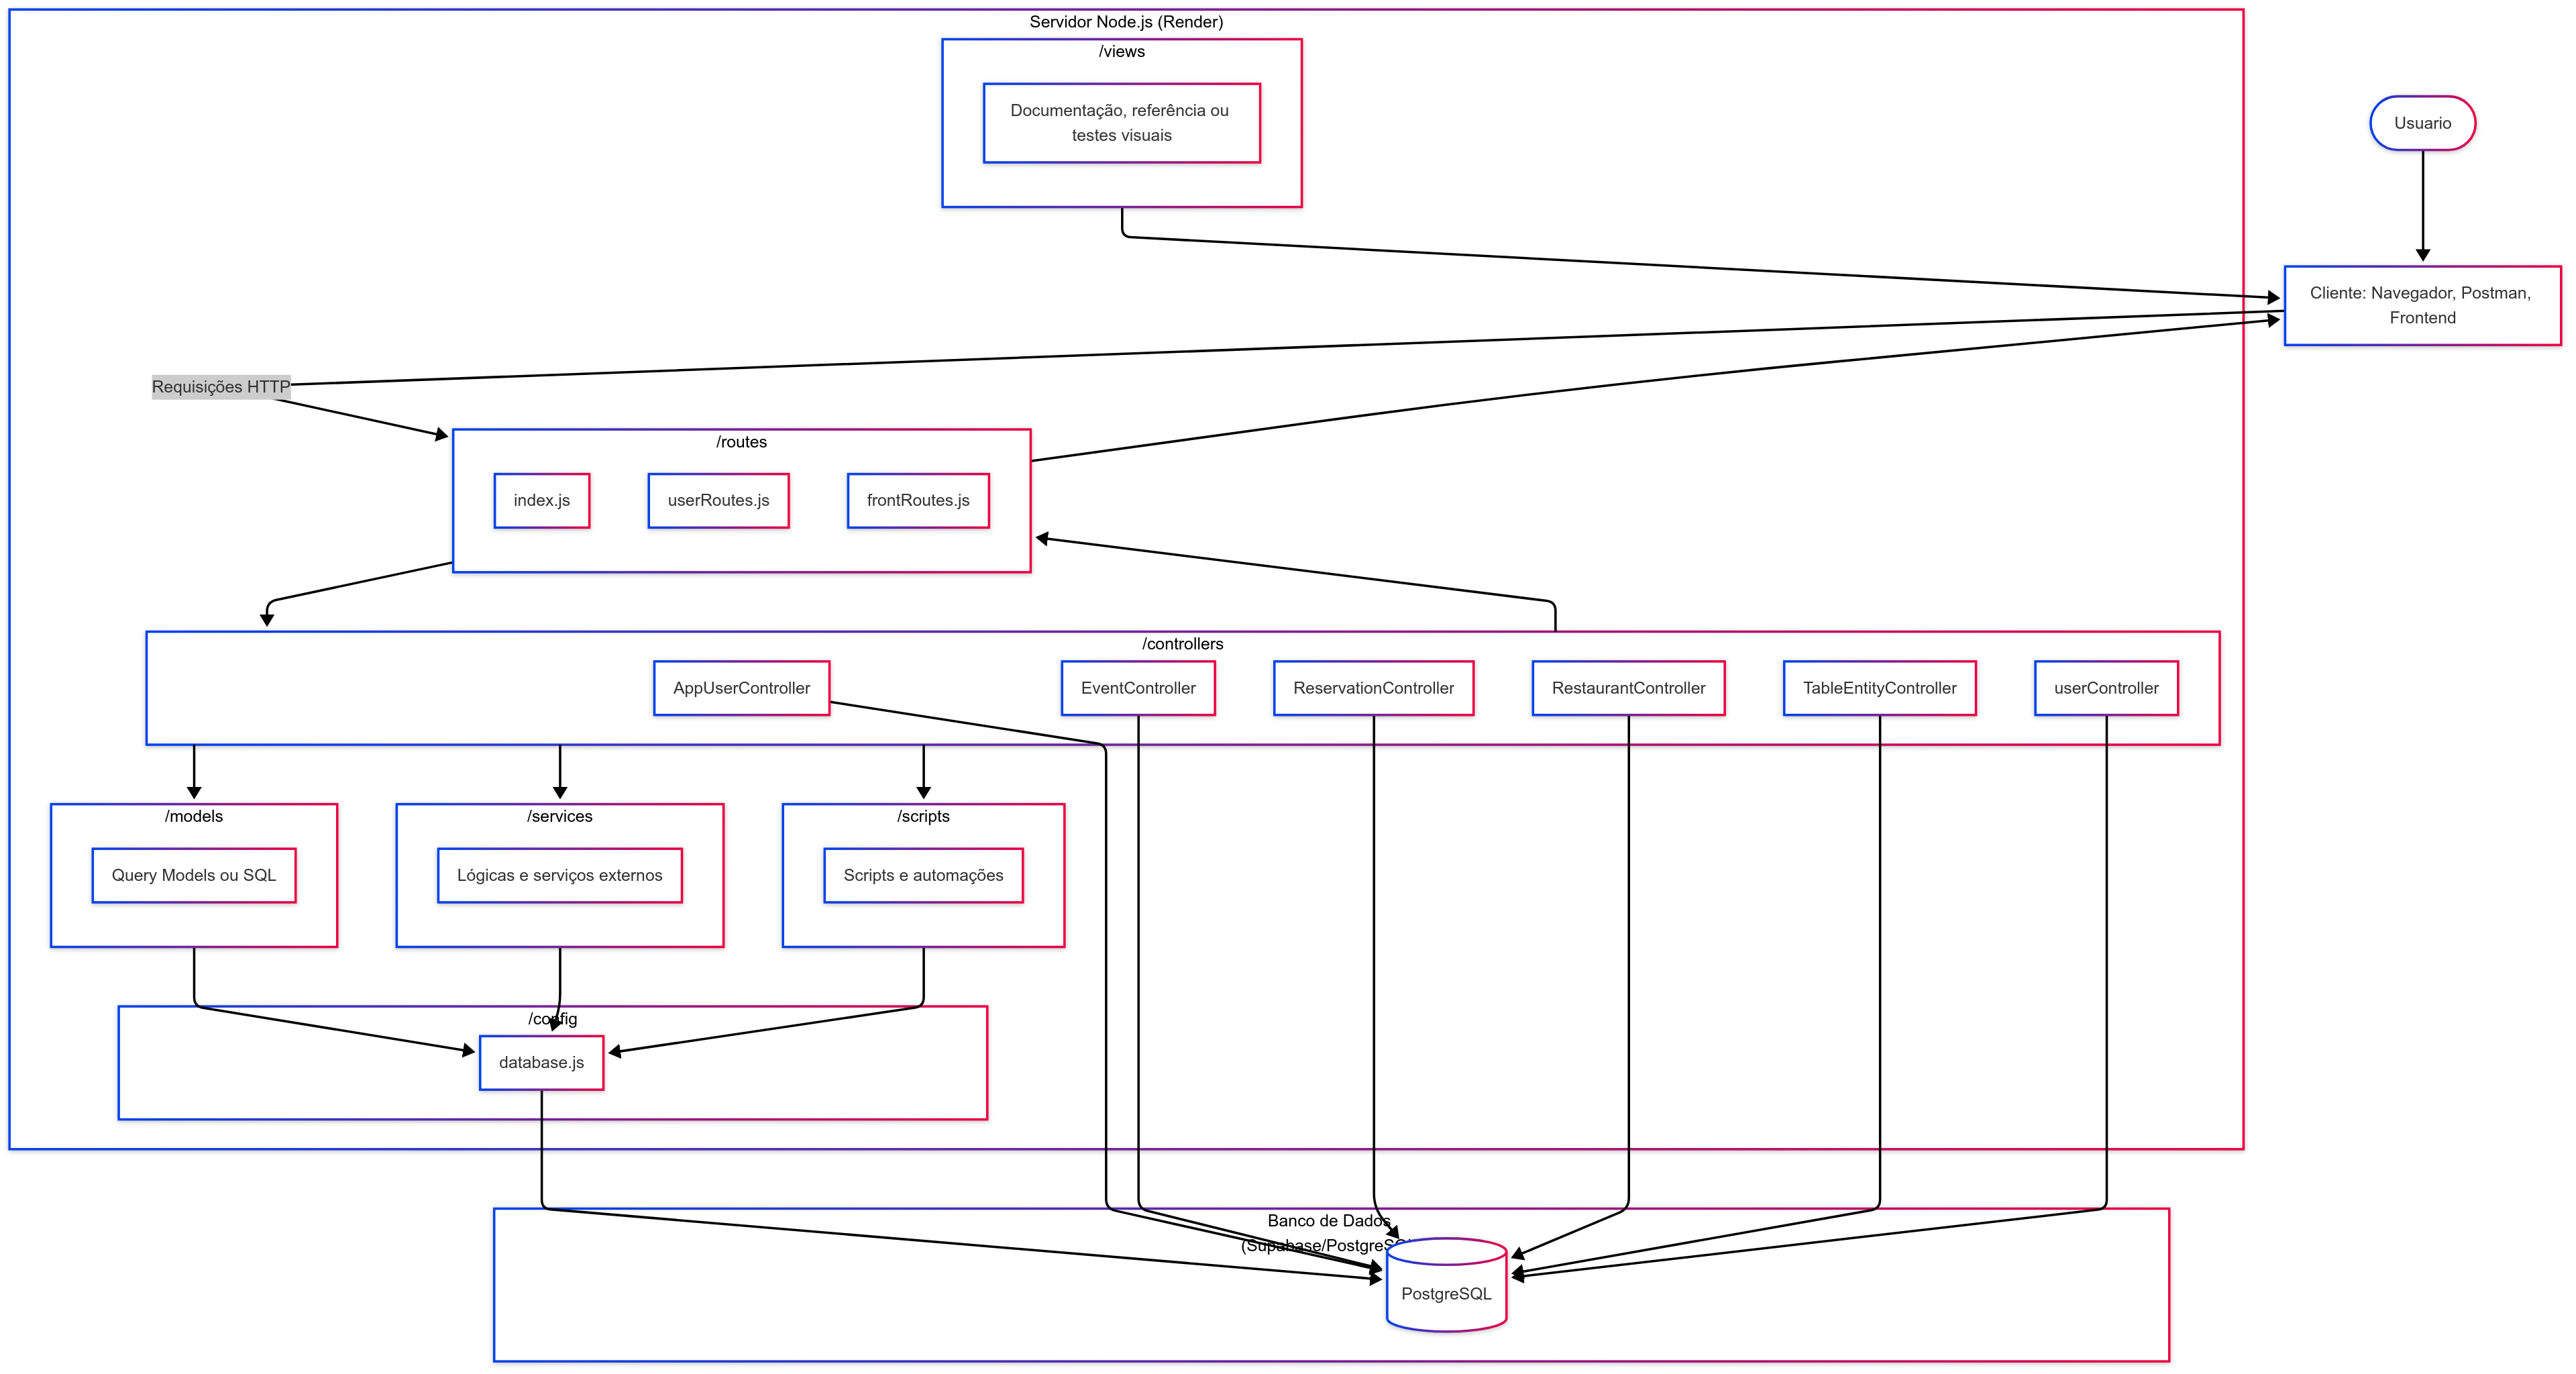 Servidor Node.js (Render)
/views
Documentação, referência ou
testes visuais
Usuario
Cliente: Navegador, Postman,
Frontend
Requisições HTTP
/routes
index.js
userRoutes.js
frontRoutes.js
/controllers
AppUserController
EventController
ReservationController
RestaurantController
TableEntityController
userController
/models
/services
/scripts
Query Models ou SQL
Lógicas e serviços externos
Scripts e automações
/config
database.js
Banco de Dados
(Supabase/PostgreSQL
PostgreSQL